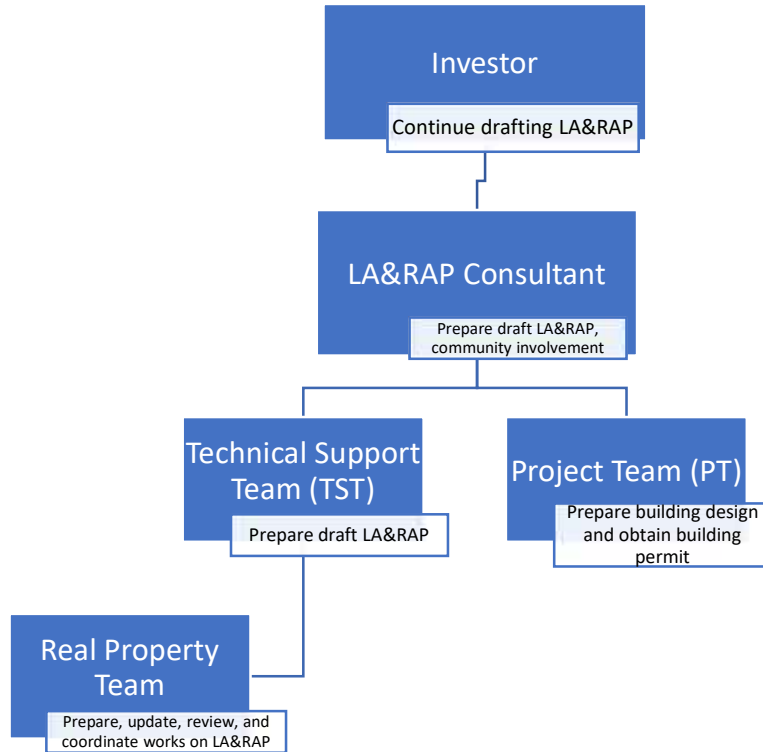 Investor
Continue drafting LA&RAP
LA&RAP Consultant
Prepare draft LA&RAP,
community involvement
Technical Support
Team (TST)
Prepare draft LA&RAP
Project Team (PT)
Prepare building design
and obtain building
permit
Real Property
Team
Prepare, update, review, and
coordinate works on LA&RAP